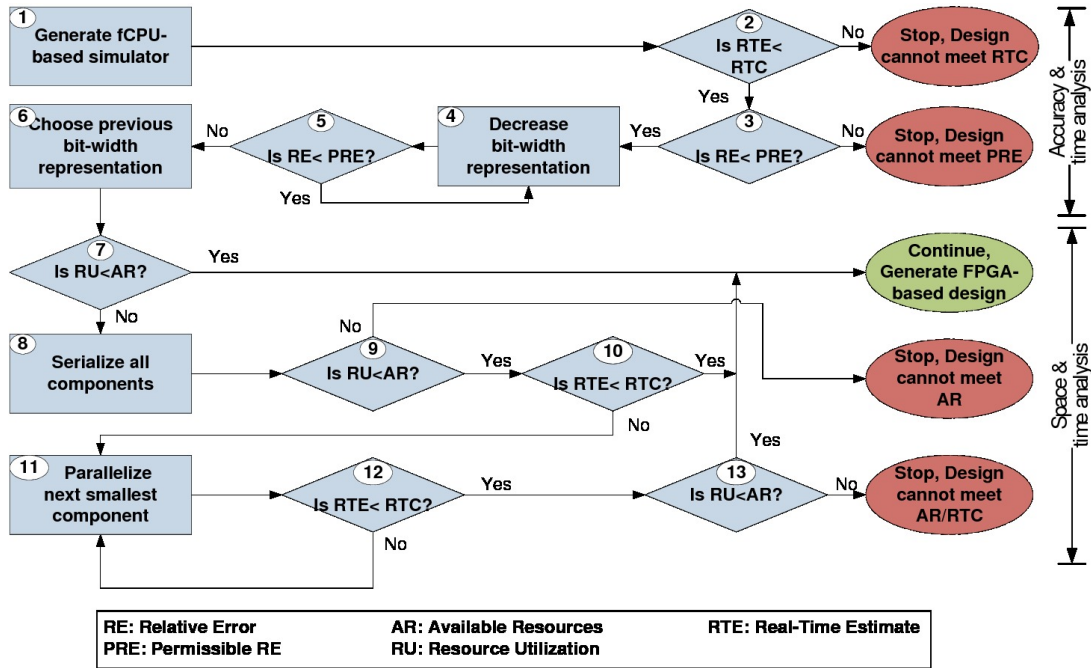 1
Generate fCPU-
based simulator
2
Is RTE<
RTC
No
Stop, Design
cannot meet RTC
Yes
6
Choose previous
bit-width
representation
No
5
Is RE< PRE?
Yes
4
Decrease
bit-width
representation
Yes
3
Is RE< PRE?
No
Stop, Design
cannot meet PRE
Accuracy &
time analysis
7
Is RU<AR?
Yes
Continue,
Generate FPGA-
based design
No
8
Serialize all
components
No
9
Is RU<AR?
Yes
10
Is RTE< RTC?
Yes
No
Stop, Design
cannot meet
AR
11
Parallelize
next smallest
component
12
Is RTE< RTC?
Yes
No
Yes
13
Is RU<AR?
No
Stop, Design
cannot meet
AR/RTC
Space &
time analysis
RE: Relative Error AR: Available Resources RTE: Real-Time Estimate
PRE: Permissible RE RU: Resource Utilization